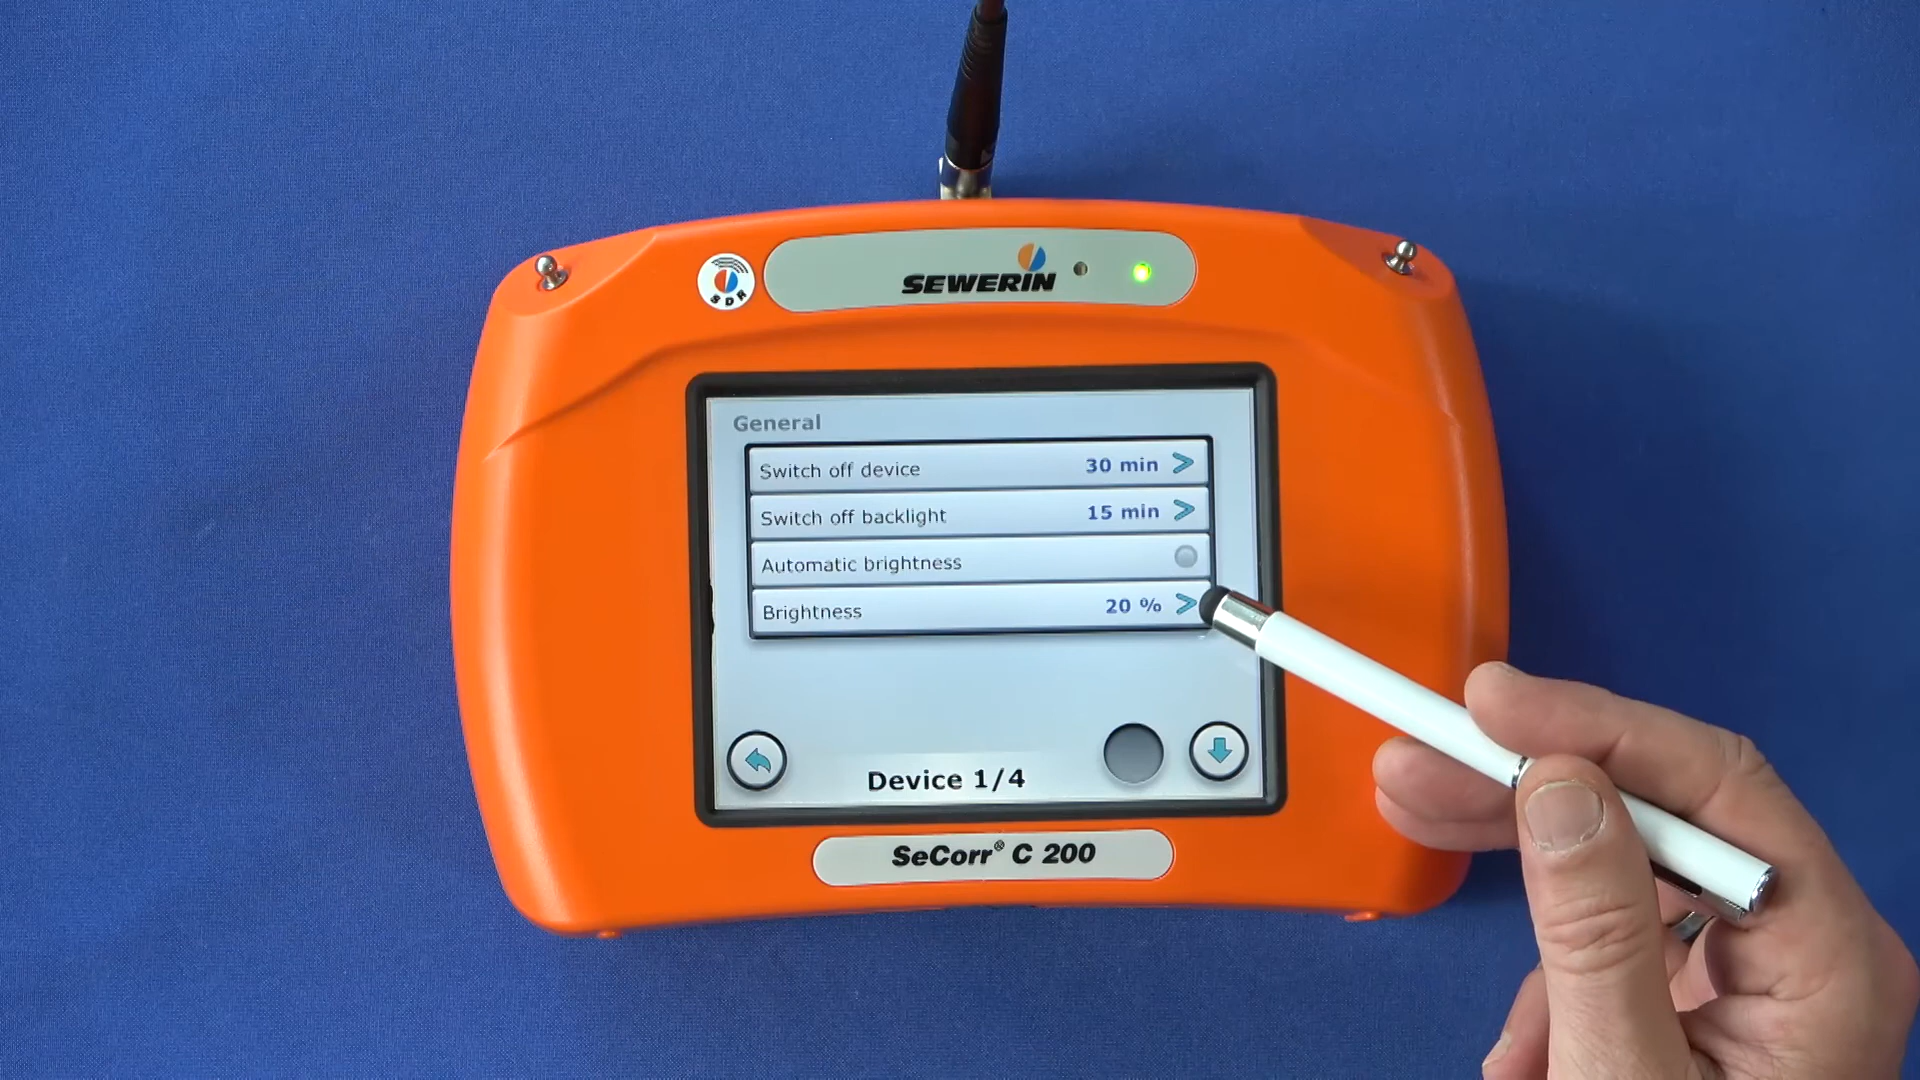 SDR
SEWERIN
General
Switch off device 30 min
Switch off backlight 15 min
Automatic brightness
Brightness 20 %
Device 1/4
SeCorr® C 200